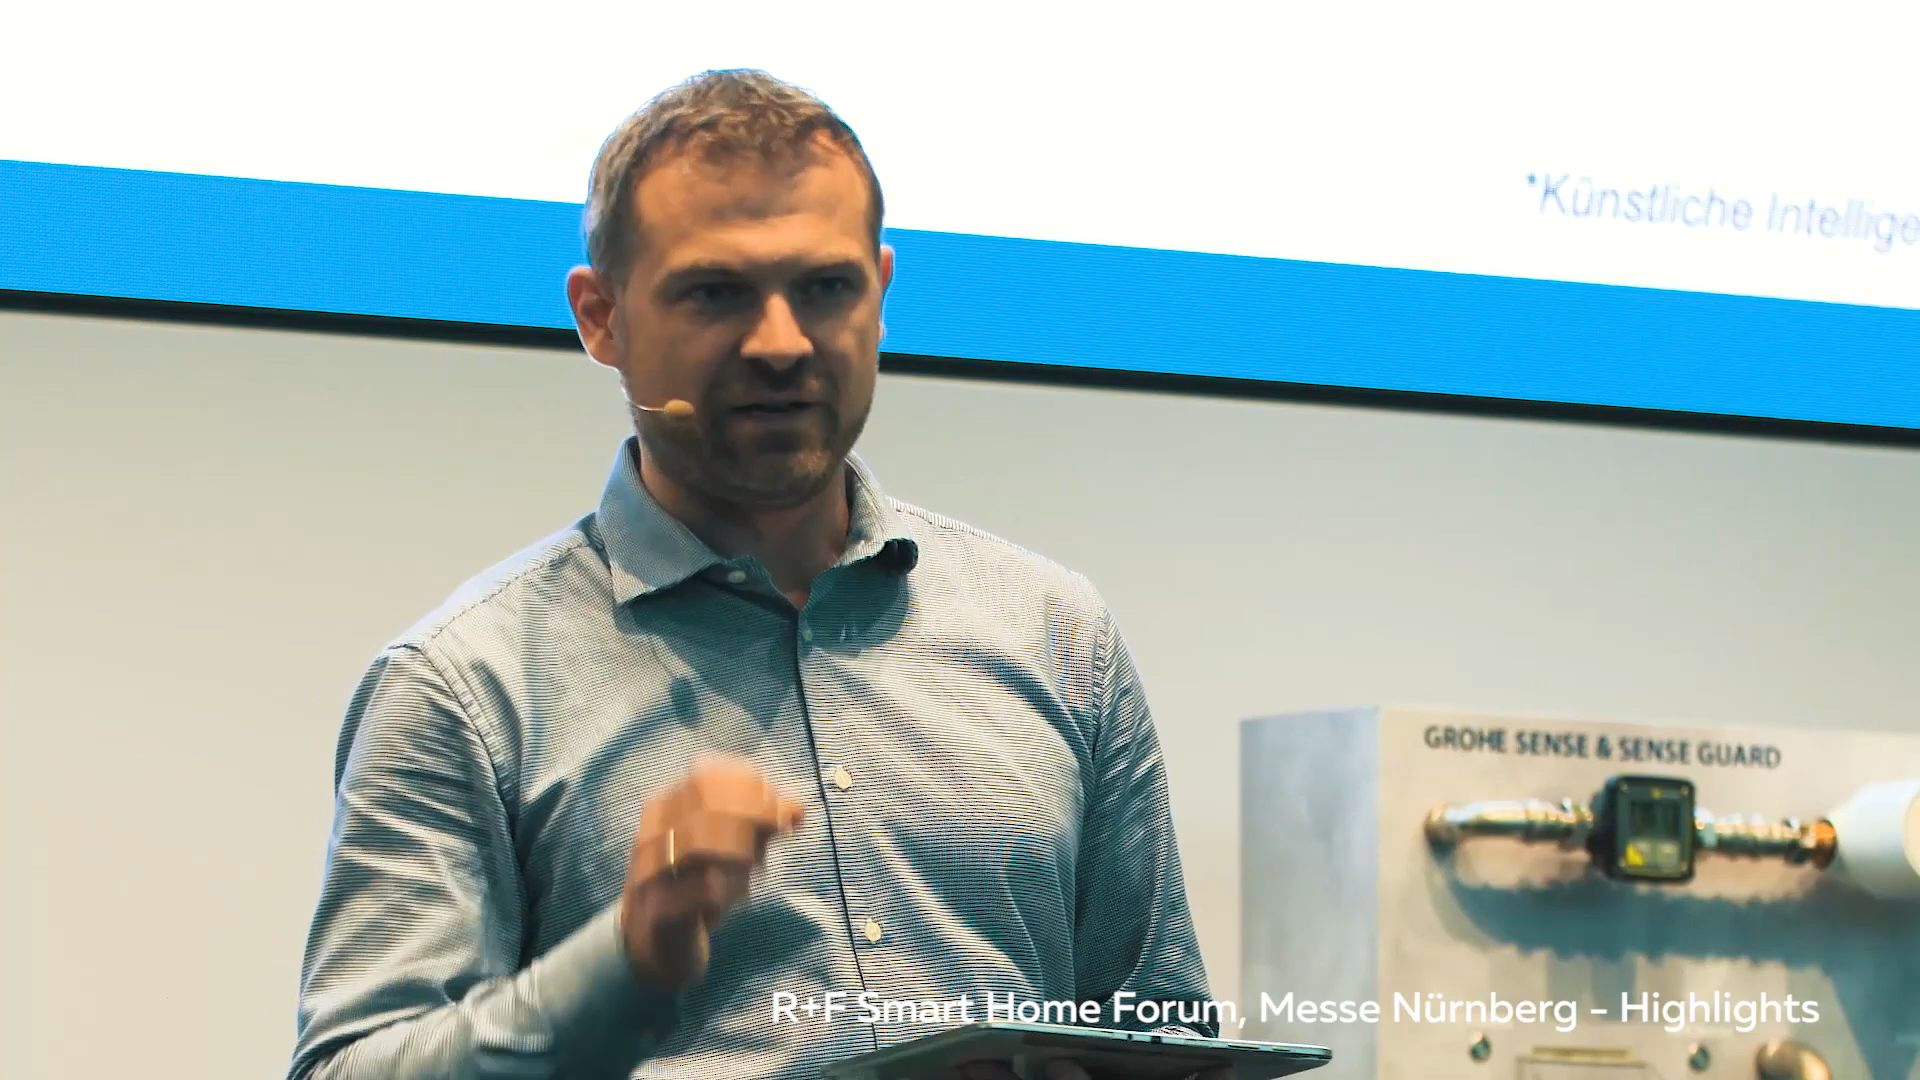 *Künstliche Intellige
GROHE SENSE & SENSE GUARD
R+F Smart Home Forum, Messe Nürnberg - Highlights